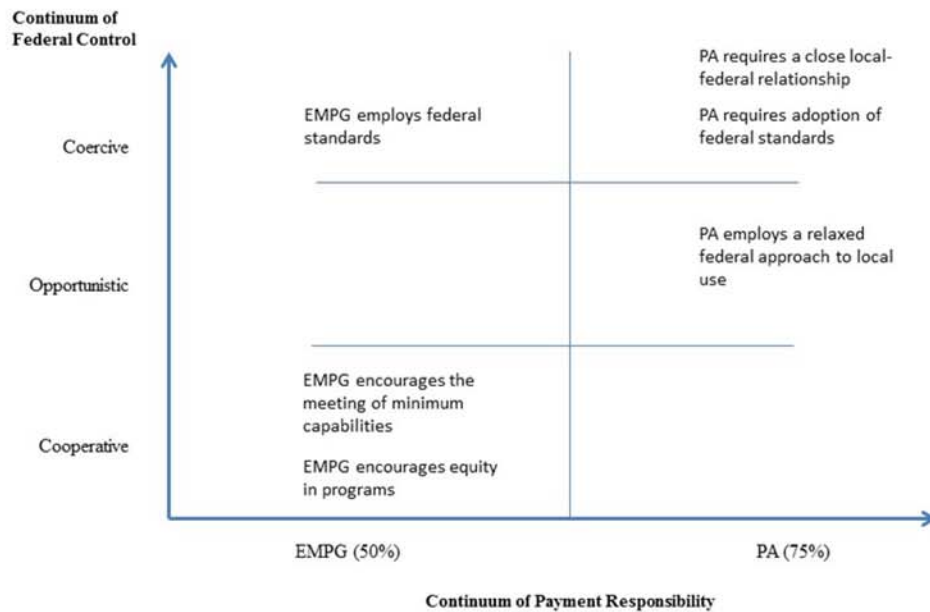 Continuum of
Federal Control
PA requires a close local-
federal relationship
EMPG employs federal
standards
PA requires adoption of
federal standards
Coercive
PA employs a relaxed
federal approach to local
use
Opportunistic
EMPG encourages the
meeting of minimum
capabilities
Cooperative
EMPG encourages equity
in programs
EMPG (50%)
PA (75%)
Continuum of Payment Responsibility